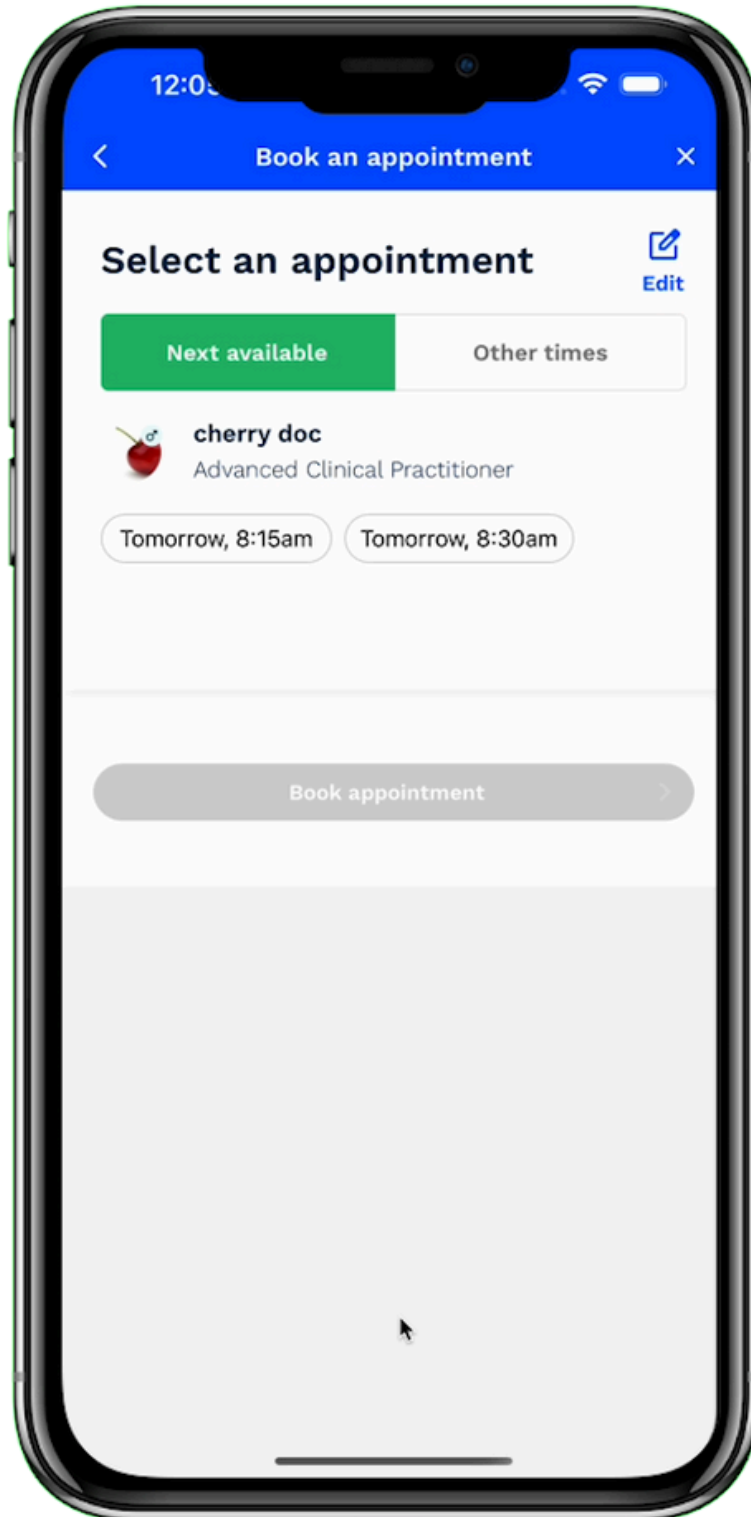 Book an appointment
Select an appointment
Edit
Next available Other times
cherry doc
Advanced Clinical Practitioner
Tomorrow, 8:15am Tomorrow, 8:30am
Book appointment